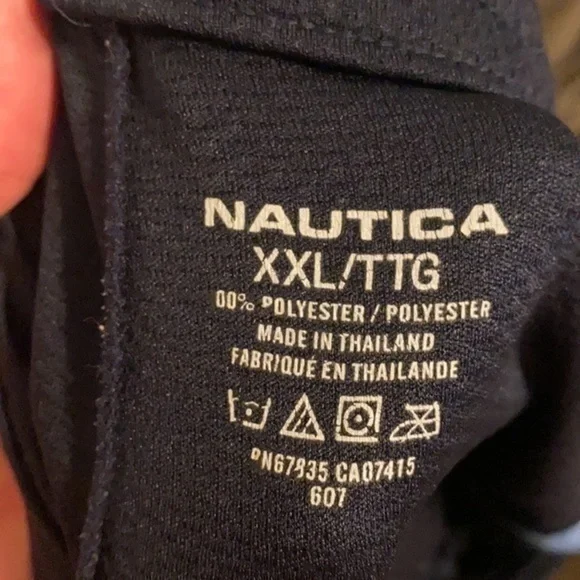 NAUTICA
XXL/TTG
00% POLYESTER / POLYESTER
MADE IN THAILAND
FABRIQUÉ EN THAILANDE
RN67835 CA07415
607